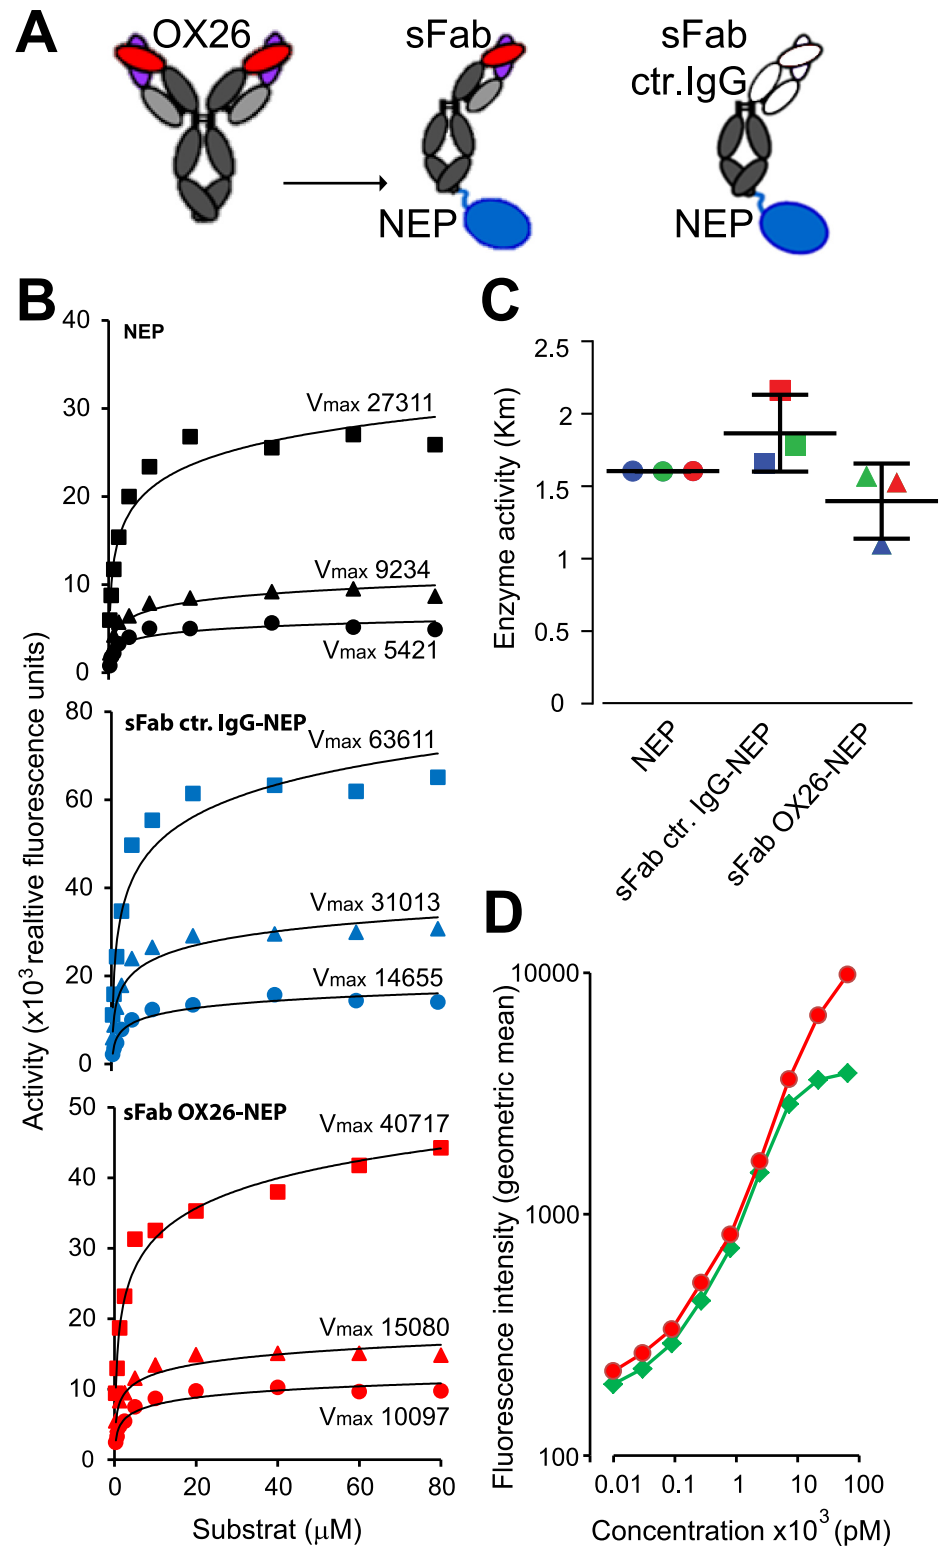 A
OX26
sFab
sFab
ctr.IgG
NEP
NEP
B
40
30
20
10
0
NEP
Vmax 27311
Vmax 9234
Vmax 5421
80
60
40
20
0
sFab ctr. IgG-NEP
Vmax 63611
Vmax 31013
Vmax 14655
50
40
30
20
10
0
sFab OX26-NEP
Vmax 40717
Vmax 15080
Vmax 10097
0 20 40 60 80
Substrat (μM)
Activity (x10³ realtive fluorescence units)
C
2.5
2
1.5
1
0.5
0
Enzyme activity (Km)
NEP
sFab ctr. IgG-NEP
sFab OX26-NEP
D
10000
1000
100
Fluorescence intensity (geometric mean)
0.01 0.1 1 10 100
Concentration x10³ (pM)